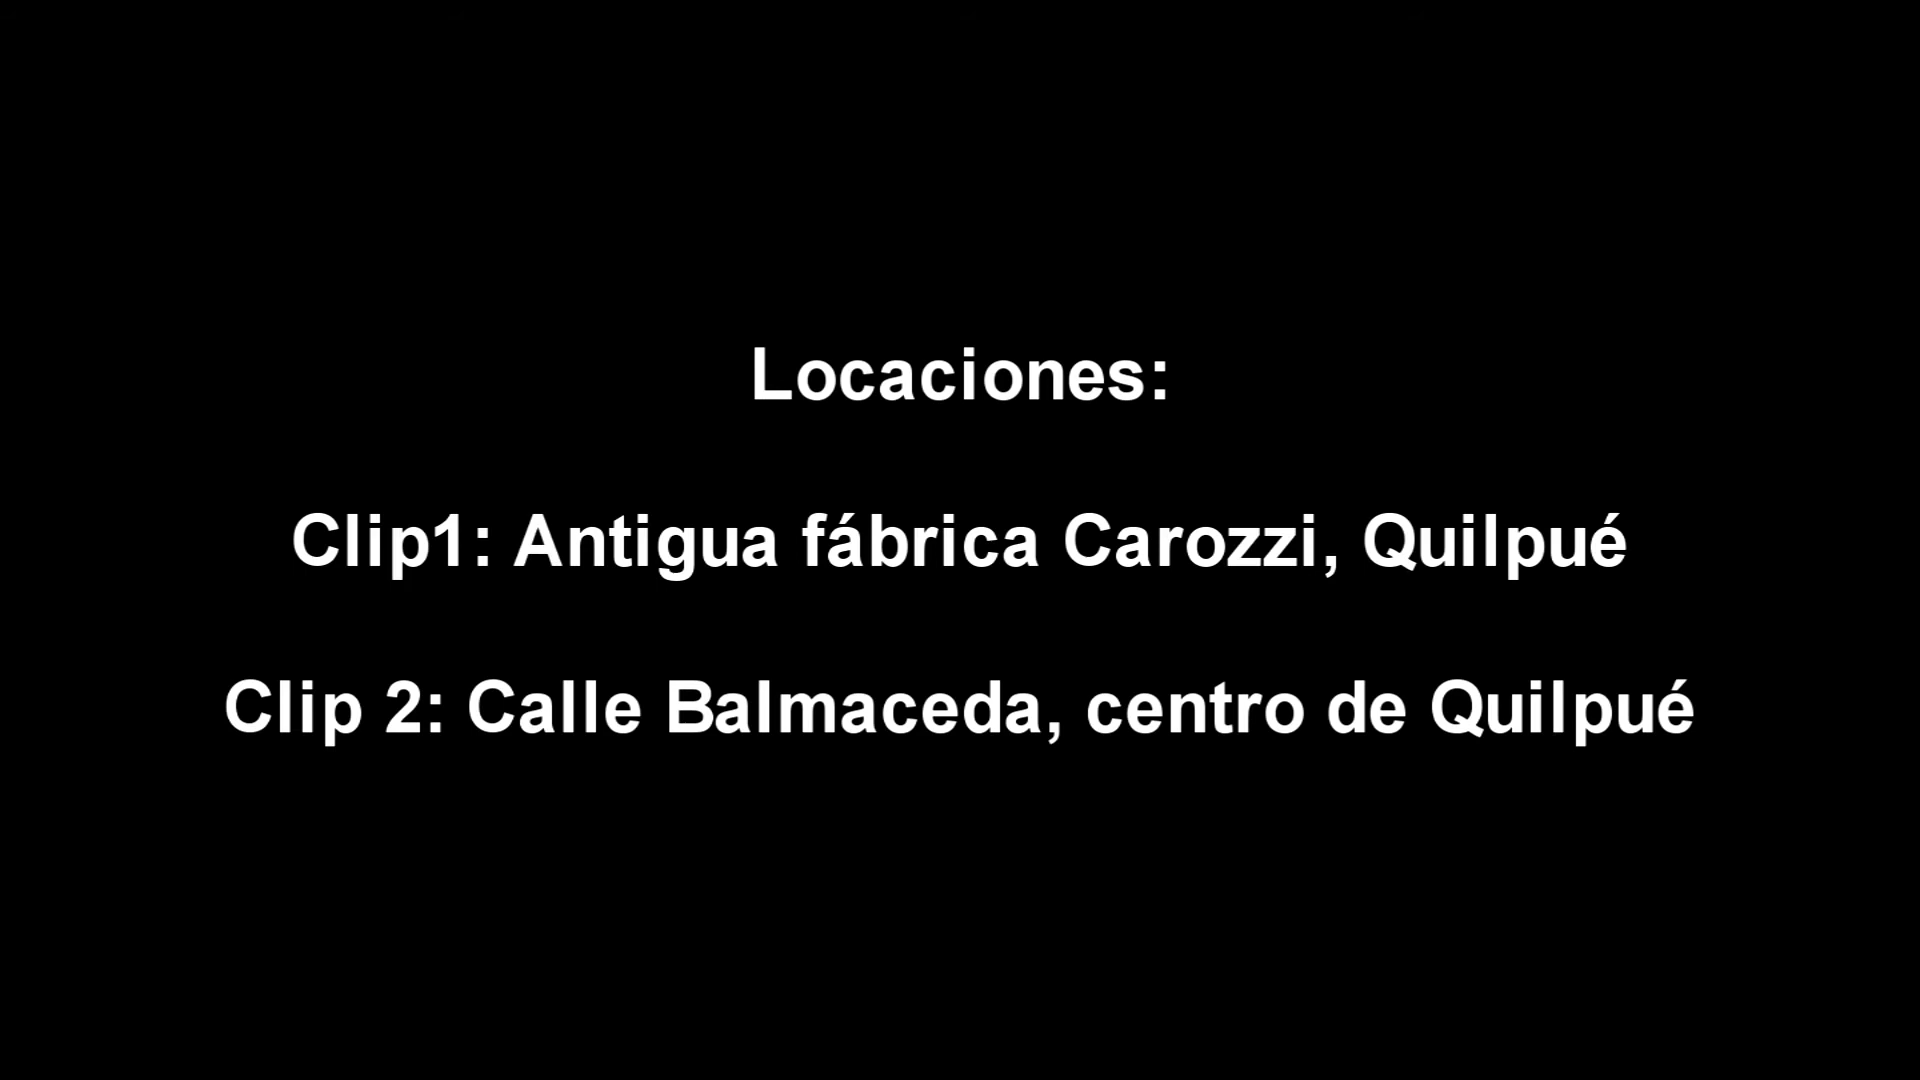 Locaciones:
Clip1: Antigua fábrica Carozzi, Quilpué
Clip 2: Calle Balmaceda, centro de Quilpué